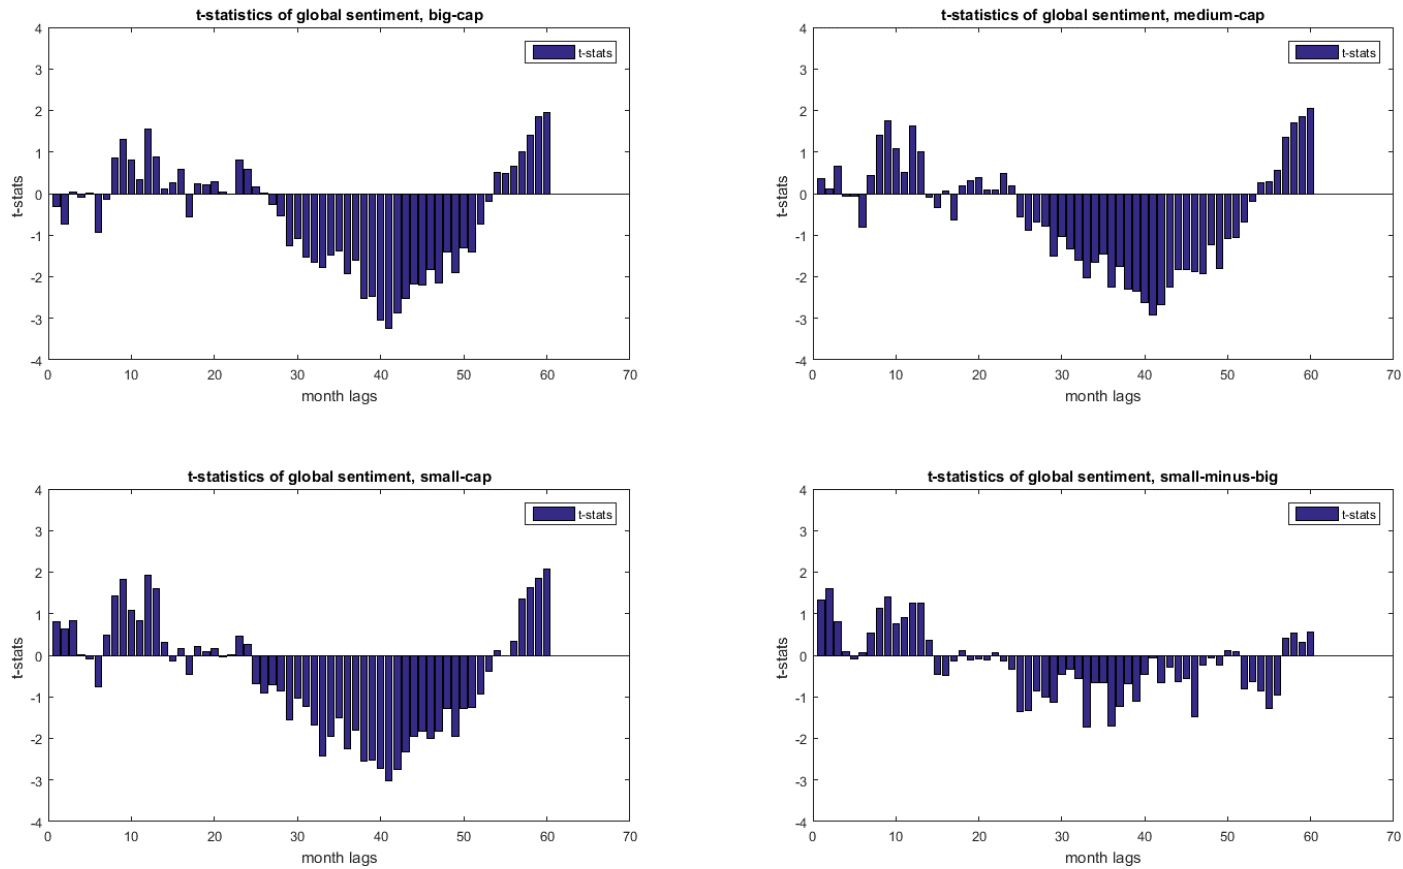 t-statistics of global sentiment, big-cap
4
3
2
1
0
-1
-2
-3
-4
t-stats
t-stats
0 10 20 30 40 50 60 70
month lags
t-statistics of global sentiment, medium-cap
4
3
2
1
0
-1
-2
-3
-4
t-stats
t-stats
0 10 20 30 40 50 60 70
month lags
t-statistics of global sentiment, small-cap
4
3
2
1
0
-1
-2
-3
-4
t-stats
t-stats
0 10 20 30 40 50 60 70
month lags
t-statistics of global sentiment, small-minus-big
4
3
2
1
0
-1
-2
-3
-4
t-stats
t-stats
0 10 20 30 40 50 60 70
month lags